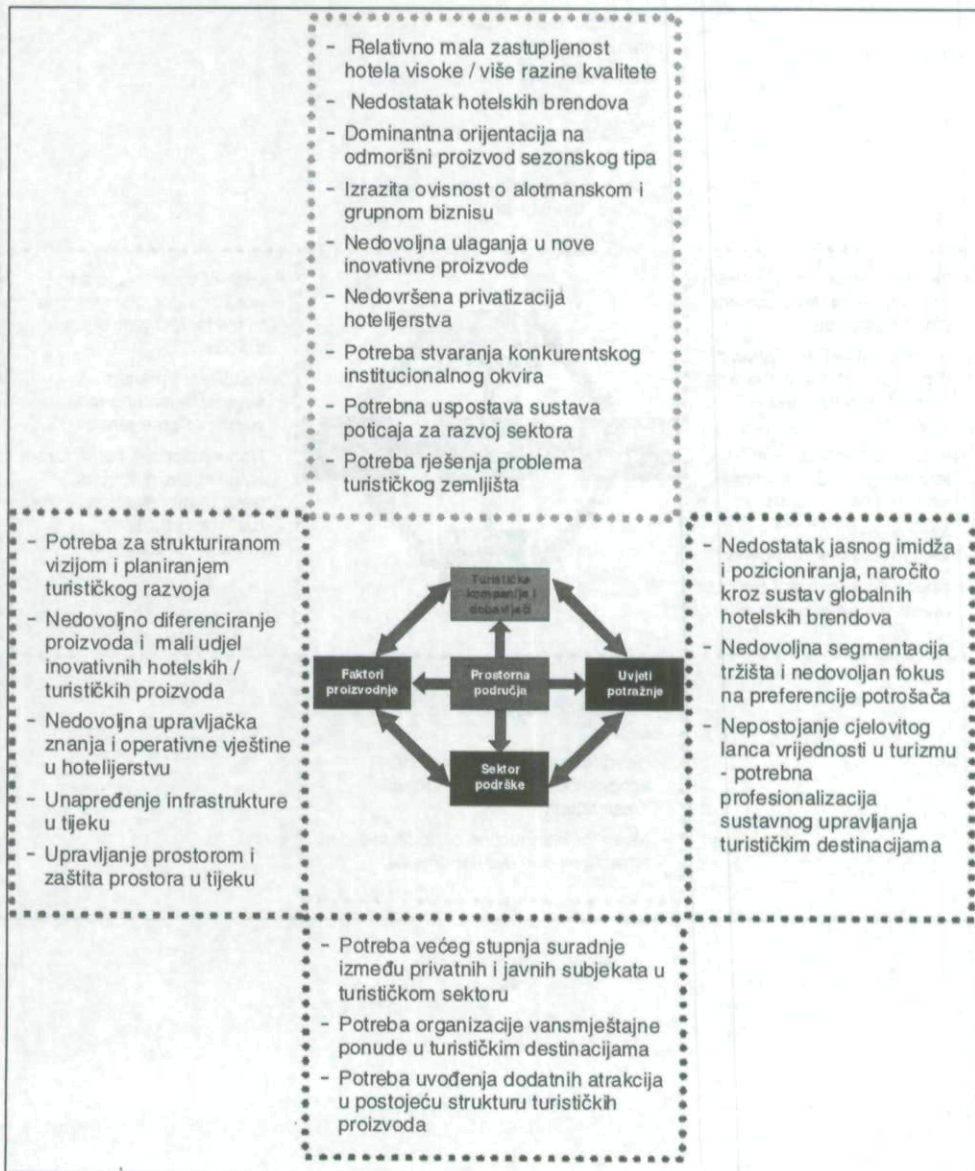 - Relativno mala zastupljenost
hotela visoke / više razine kvalitete
- Nedostatak hotelskih brendova
- Dominantna orijentacija na
odmorišni proizvod sezonskog tipa
- Izrazita ovisnost o alotmanskom i
grupnom biznisu
- Nedovoljna ulaganja u nove
inovativne proizvode
- Nedovršena privatizacija
hotelijerstva
- Potreba stvaranja konkurentskog
institucionalnog okvira
- Potrebna uspostava sustava
poticaja za razvoj sektora
- Potreba rješenja problema
turističkog zemljišta
- Potreba za strukturiranom
vizijom i planiranjem
turističkog razvoja
- Nedovoljno diferenciranje
proizvoda i mali udjel
inovativnih hotelskih /
turističkih proizvoda
- Nedovoljna upravljačka
znanja i operativne vještine
u hotelijerstvu
- Unapređenje infrastrukture
u tijeku
- Upravljanje prostorom i
zaštita prostora u tijeku
Turističke
kompanije i
dobavljači
Faktori
proizvodnje
Prostorna
područja
Uvjeti
potražnje
Sektor
podrške
- Nedostatak jasnog imidža
i pozicioniranja, naročito
kroz sustav globalnih
hotelskih brendova
- Nedovoljna segmentacija
tržišta i nedovoljan fokus
na preferencije potrošača
- Nepostojanje cjelovitog
lanca vrijednosti u turizmu
- potrebna
profesionalizacija
sustavnog upravljanja
turističkim destinacijama
- Potreba većeg stupnja suradnje
između privatnih i javnih subjekata u
turističkom sektoru
- Potreba organizacije vansmještajne
ponude u turističkim destinacijama
- Potreba uvođenja dodatnih atrakcija
u postojeću strukturu turističkih
proizvoda